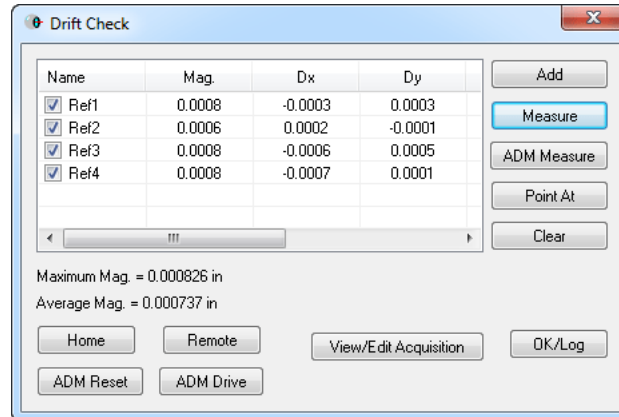 Drift Check
Name Mag. Dx Dy
Ref1 0.0008 -0.0003 0.0003
Ref2 0.0006 0.0002 -0.0001
Ref3 0.0008 -0.0006 0.0005
Ref4 0.0008 -0.0007 0.0001
Add
Measure
ADM Measure
Point At
Clear
Maximum Mag. = 0.000826 in
Average Mag. = 0.000737 in
Home Remote View/Edit Acquisition OK/Log
ADM Reset ADM Drive